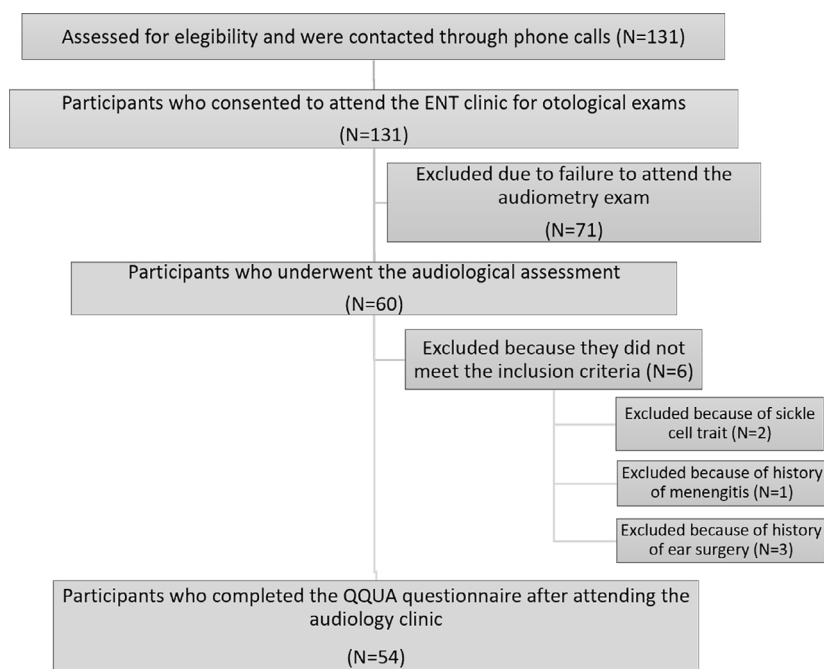 Assessed for elegibility and were contacted through phone calls (N=131)
Participants who consented to attend the ENT clinic for otological exams
(N=131)
Excluded due to failure to attend the
audiometry exam
(N=71)
Participants who underwent the audiological assessment
(N=60)
Excluded because they did not
meet the inclusion criteria (N=6)
Excluded because of sickle
cell trait (N=2)
Excluded because of history
of menengitis (N=1)
Excluded because of history
of ear surgery (N=3)
Participants who completed the QQUA questionnaire after attending the
audiology clinic
(N=54)